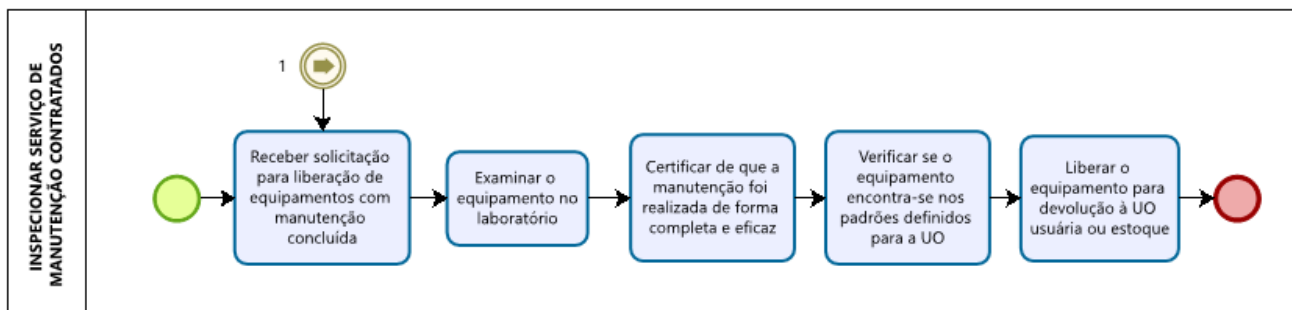 INSPECIONAR SERVIÇO DE
MANUTENÇÃO CONTRATADOS
1
Receber solicitação
para liberação de
equipamentos com
manutenção
concluída
Examinar o
equipamento no
laboratório
Certificar de que a
manutenção foi
realizada de forma
completa e eficaz
Verificar se o
equipamento
encontra-se nos
padrões definidos
para a UO
Liberar o
equipamento para
devolução à UO
usuária ou estoque